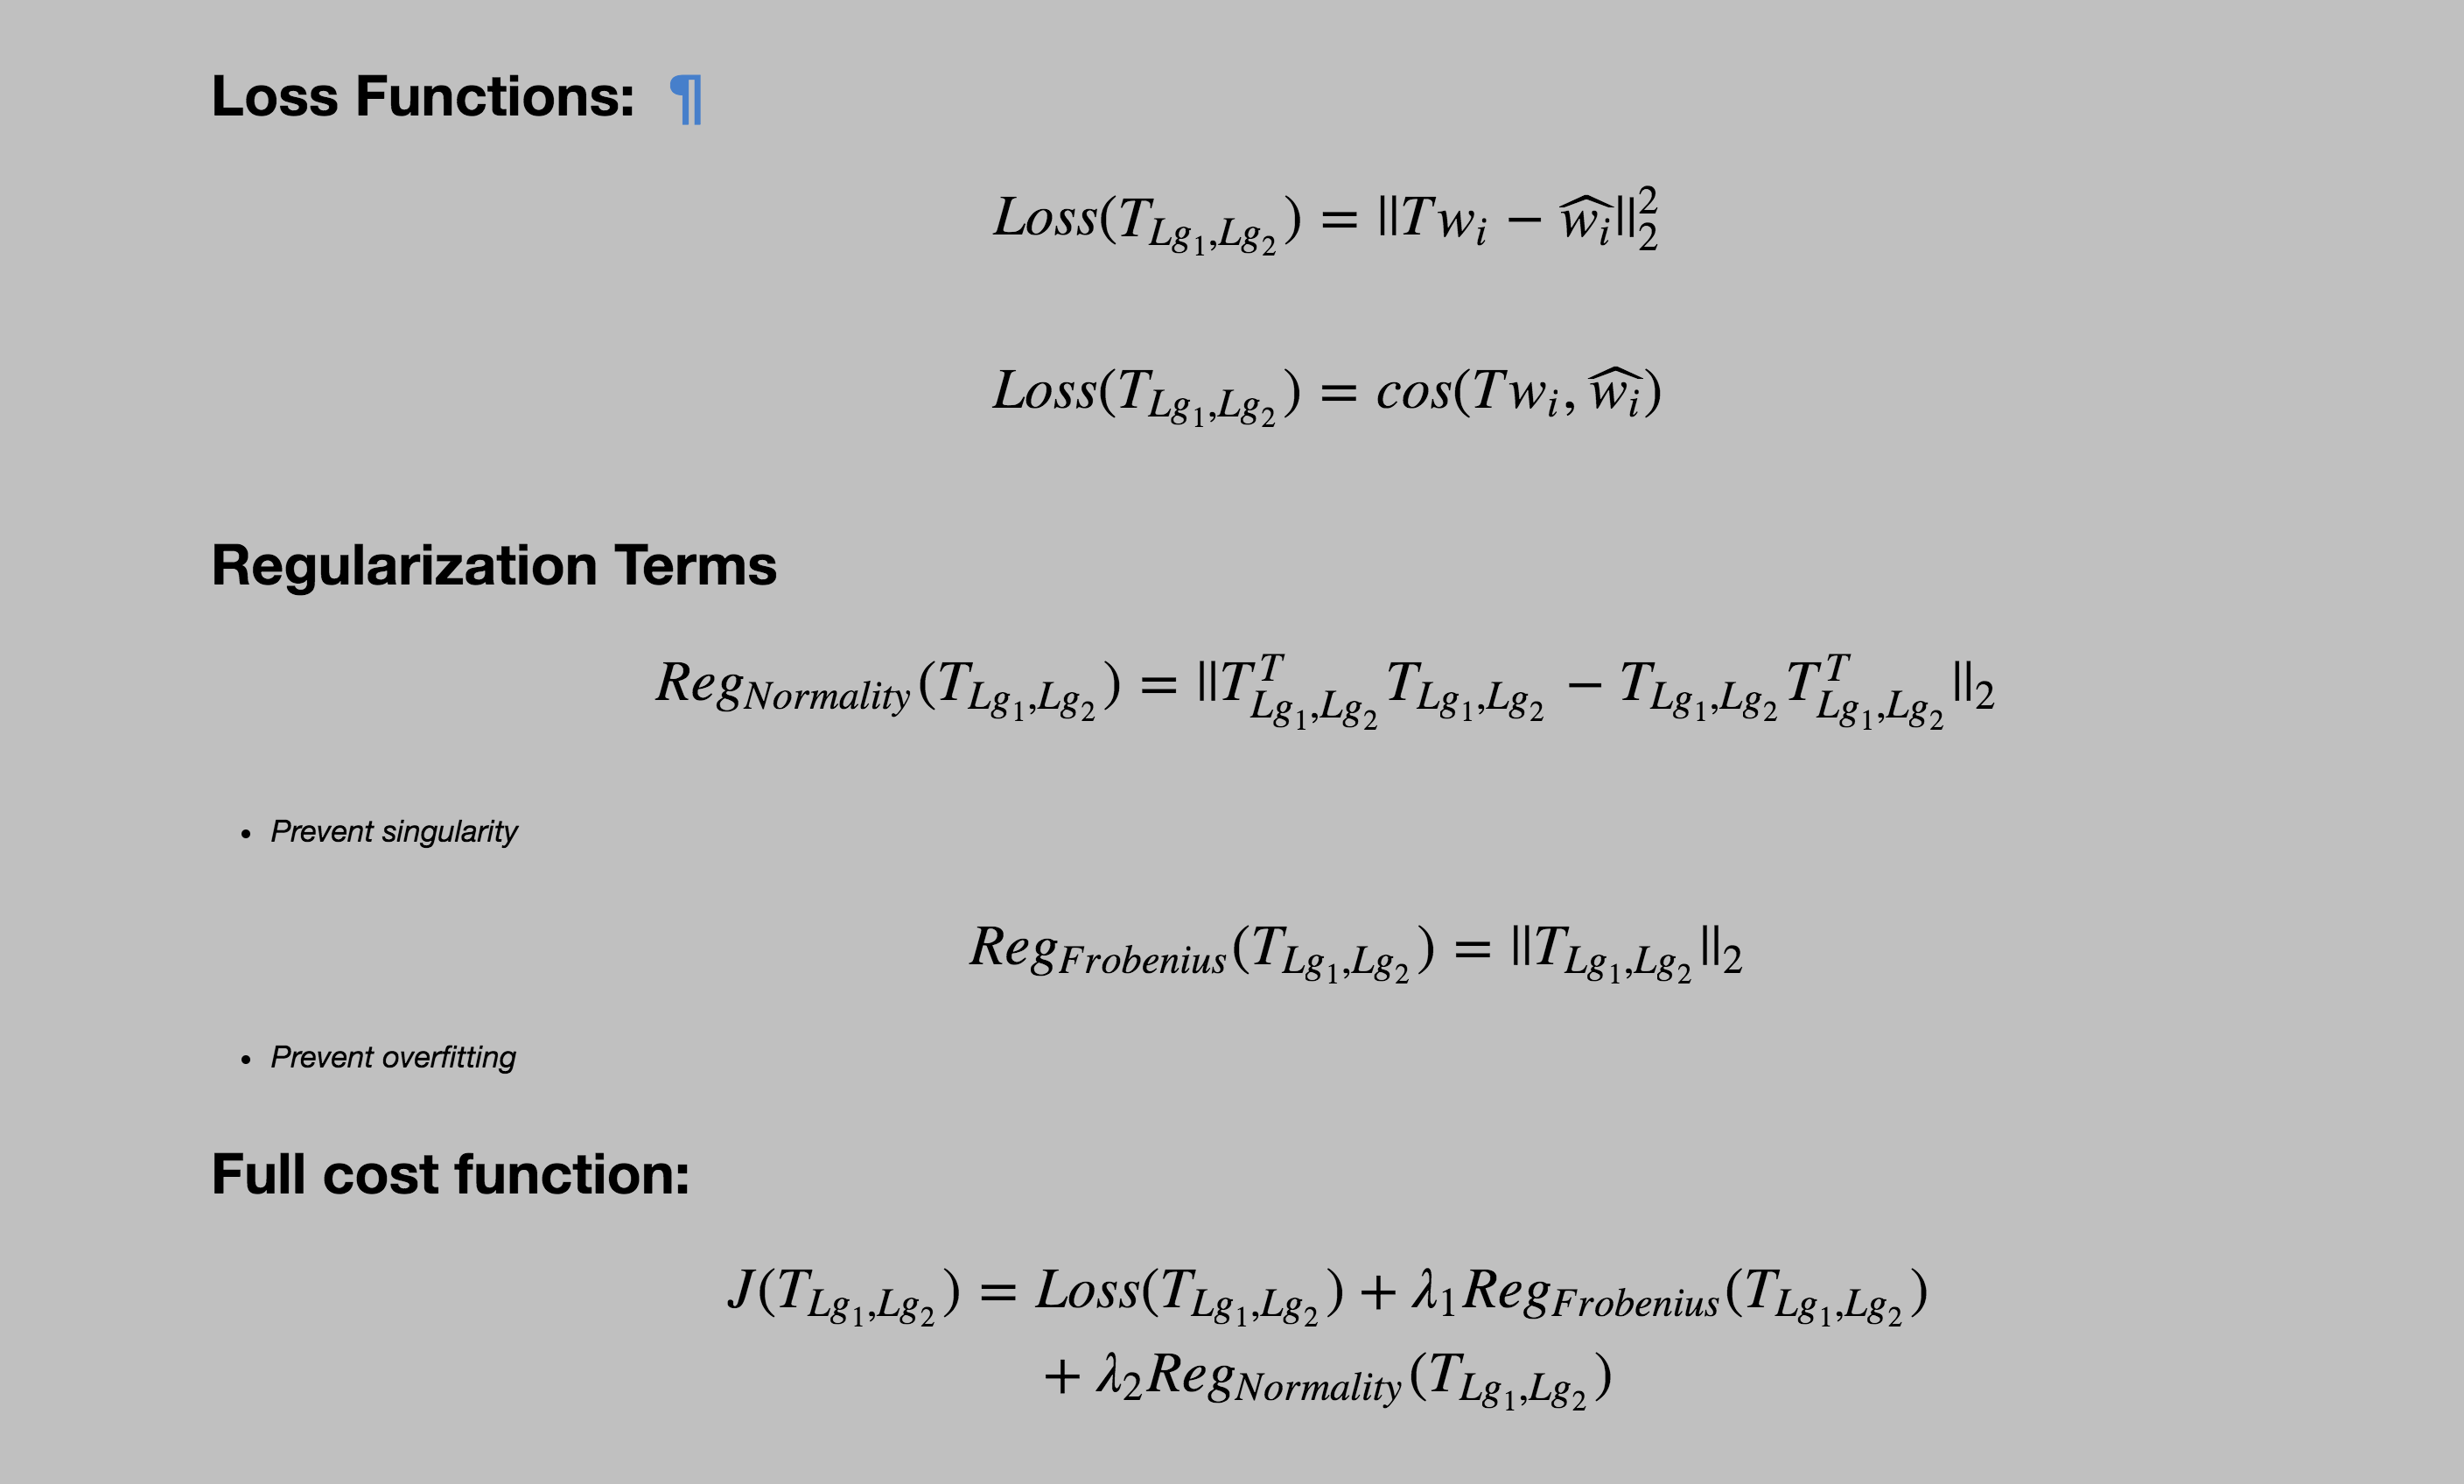 Loss Functions: ¶
$Loss(T_{Lg_1,Lg_2}) = ||Tw_i - \widehat{w_i}||_2^2$
$Loss(T_{Lg_1,Lg_2}) = cos(Tw_i, \widehat{w_i})$
Regularization Terms
$Reg_{Normality}(T_{Lg_1,Lg_2}) = ||T_{Lg_1,Lg_2}^T T_{Lg_1,Lg_2} - T_{Lg_1,Lg_2} T_{Lg_1,Lg_2}^T||_2$
• Prevent singularity
$Reg_{Frobenius}(T_{Lg_1,Lg_2}) = ||T_{Lg_1,Lg_2}||_2$
• Prevent overfitting
Full cost function:
$J(T_{Lg_1,Lg_2}) = Loss(T_{Lg_1,Lg_2}) + \lambda_1 Reg_{Frobenius}(T_{Lg_1,Lg_2})$
$+ \lambda_2 Reg_{Normality}(T_{Lg_1,Lg_2})$